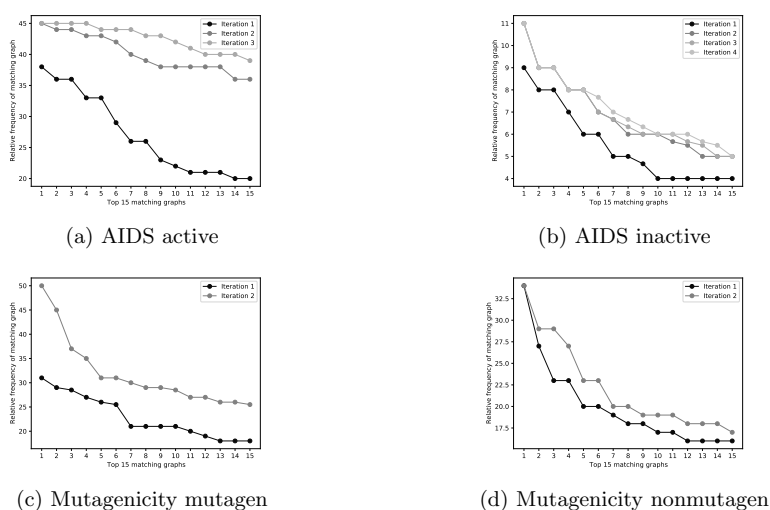 Relative frequency of matching graph
45
40
35
30
25
20
1 2 3 4 5 6 7 8 9 10 11 12 13 14 15
Top 15 matching graphs
Iteration 1
Iteration 2
Iteration 3
(a) AIDS active
Relative frequency of matching graph
11
10
9
8
7
6
5
4
1 2 3 4 5 6 7 8 9 10 11 12 13 14 15
Top 15 matching graphs
Iteration 1
Iteration 2
Iteration 3
Iteration 4
(b) AIDS inactive
Relative frequency of matching graph
50
45
40
35
30
25
20
1 2 3 4 5 6 7 8 9 10 11 12 13 14 15
Top 15 matching graphs
Iteration 1
Iteration 2
(c) Mutagenicity mutagen
Relative frequency of matching graph
32.5
30.0
27.5
25.0
22.5
20.0
17.5
1 2 3 4 5 6 7 8 9 10 11 12 13 14 15
Top 15 matching graphs
Iteration 1
Iteration 2
(d) Mutagenicity nonmutagen